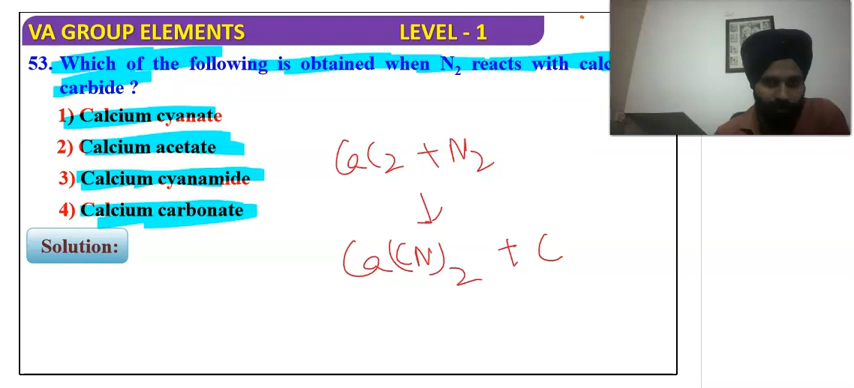 VA GROUP ELEMENTS LEVEL - 1
53. Which of the following is obtained when N₂ reacts with calc
carbide ?
1) Calcium cyanate
2) Calcium acetate
3) Calcium cyanamide
4) Calcium carbonate
CaC₂ + N₂
↓
Ca(CN)₂ + C
Solution: